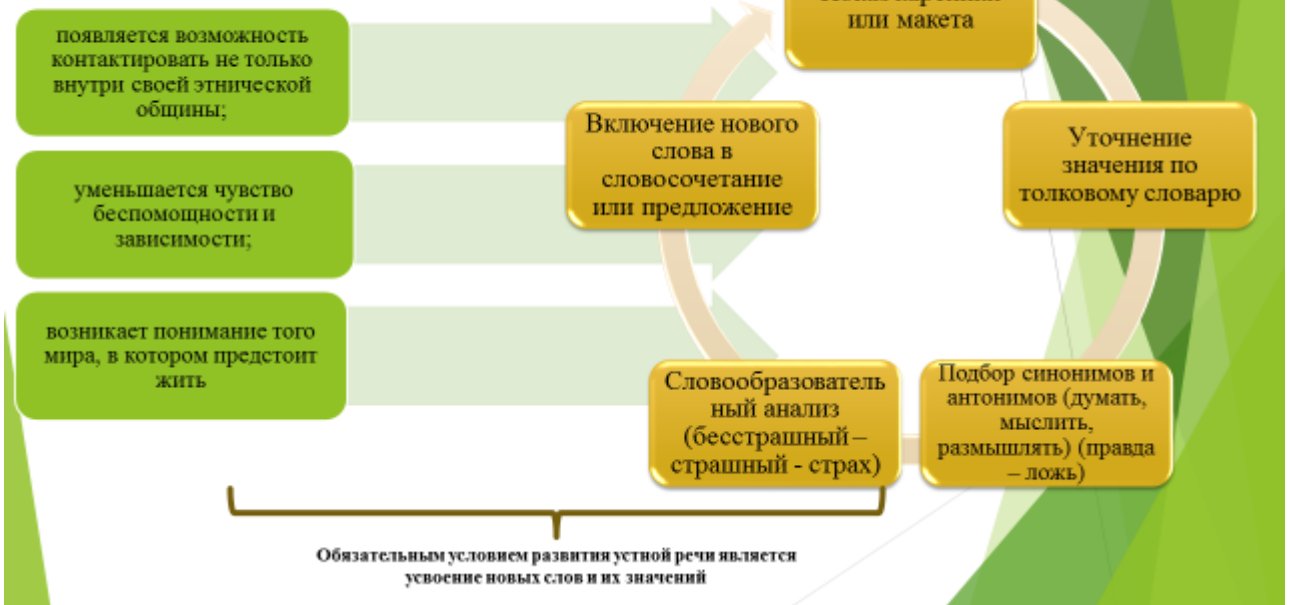 или макета
появляется возможность
контактировать не только
внутри своей этнической
общины;
Включение нового
слова в
словосочетание
или предложение
Уточнение
значения по
толковому словарю
уменьшается чувство
беспомощности и
зависимости;
возникает понимание того
мира, в котором предстоит
жить
Словообразователь
ный анализ
(бесстрашный –
страшный - страх)
Подбор синонимов и
антонимов (думать,
мыслить,
размышлять) (правда
– ложь)
Обязательным условием развития устной речи является
усвоение новых слов и их значений